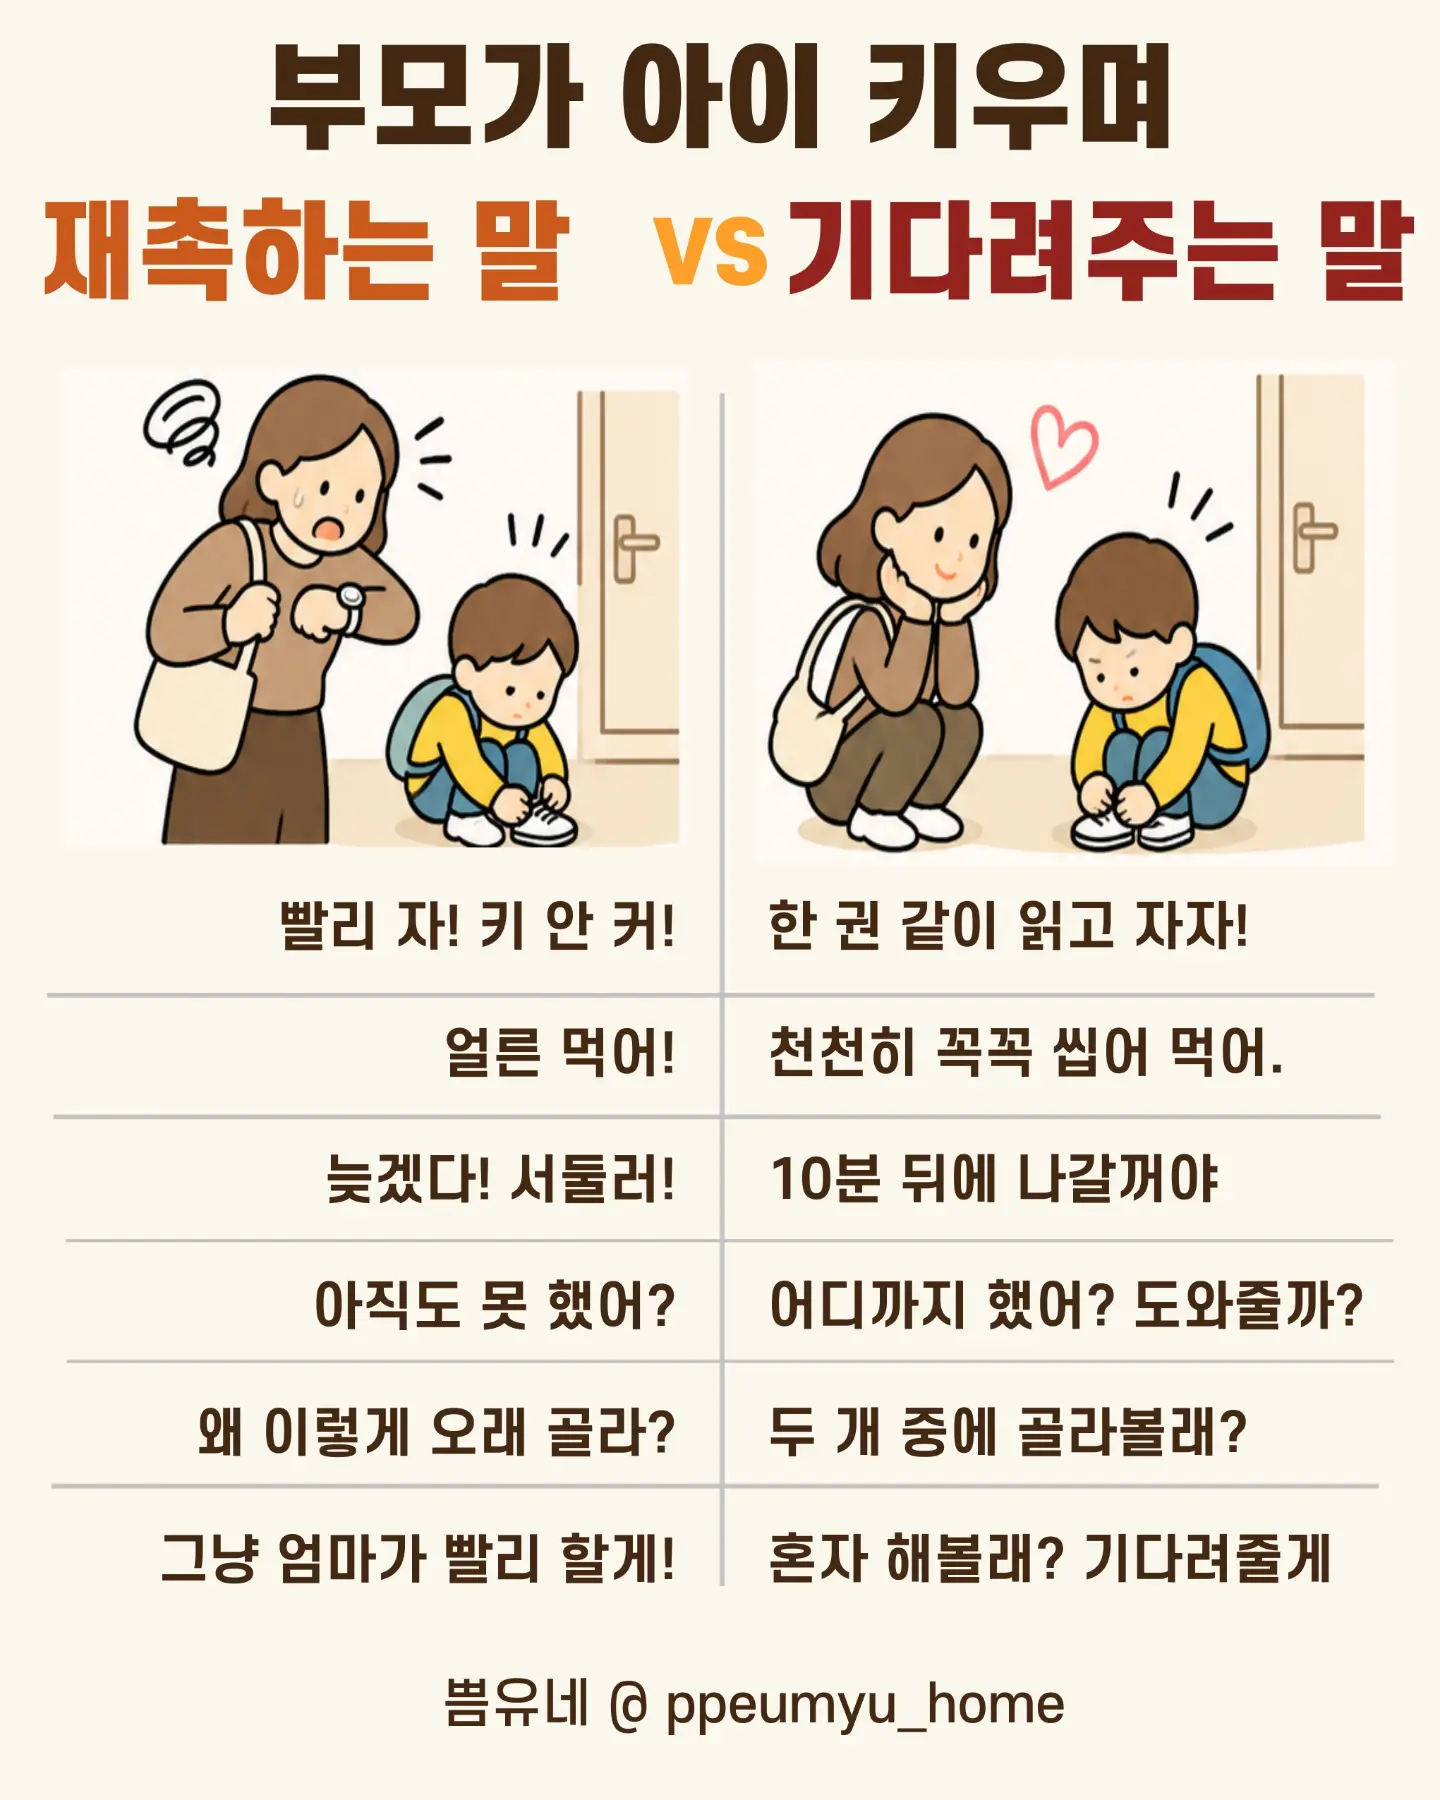 부모가 아이 키우며
재촉하는 말 VS 기다려주는 말
빨리 자! 키 안 커!
한 권 같이 읽고 자자!
얼른 먹어!
천천히 꼭꼭 씹어 먹어.
늦겠다! 서둘러!
10분 뒤에 나갈꺼야
아직도 못 했어?
어디까지 했어? 도와줄까?
왜 이렇게 오래 골라?
두 개 중에 골라볼래?
그냥 엄마가 빨리 할게!
혼자 해볼래? 기다려줄게
쁨유네 @ ppeumyu_home